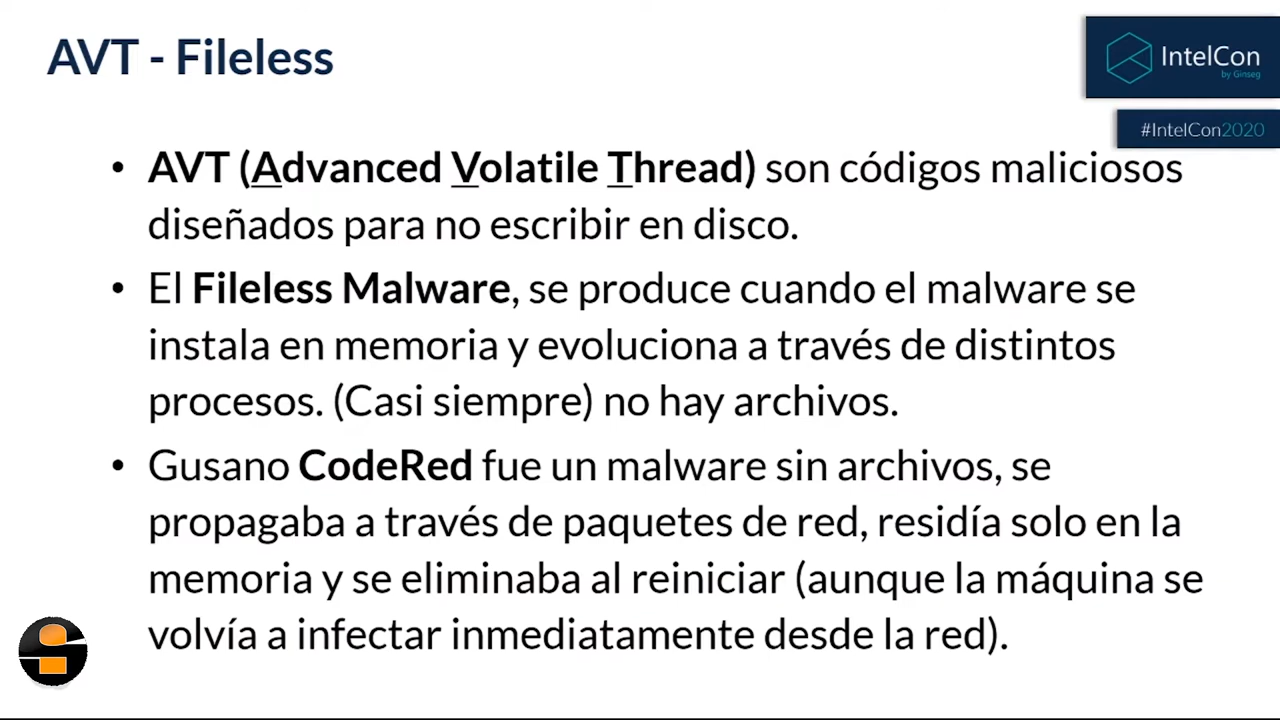 AVT - Fileless
IntelCon
by Ginseg
#IntelCon2020
• AVT (Advanced Volatile Thread) son códigos maliciosos
diseñados para no escribir en disco.
• El Fileless Malware, se produce cuando el malware se
instala en memoria y evoluciona a través de distintos
procesos. (Casi siempre) no hay archivos.
• Gusano CodeRed fue un malware sin archivos, se
propagaba a través de paquetes de red, residía solo en la
memoria y se eliminaba al reiniciar (aunque la máquina se
volvía a infectar inmediatamente desde la red).